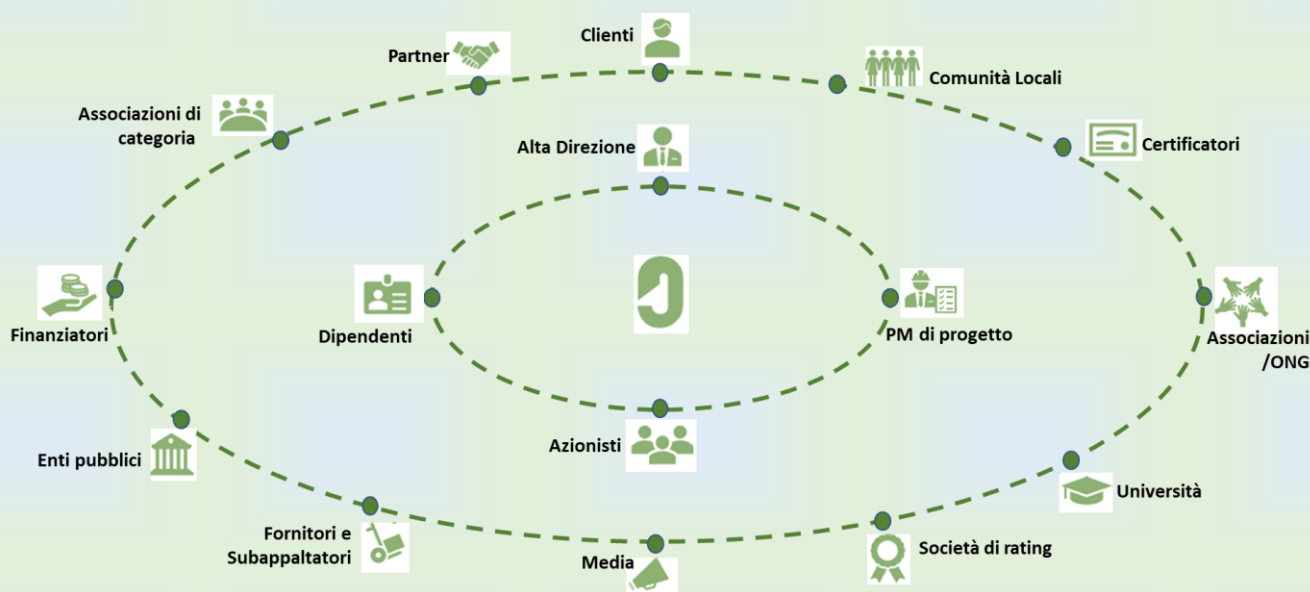 Clienti
Partner
Comunità Locali
Associazioni di
categoria
Alta Direzione
Certificatori
Finanziatori
Dipendenti
PM di progetto
Associazioni
/ONG
Azionisti
Enti pubblici
Università
Fornitori e
Subappaltatori
Media
Società di rating